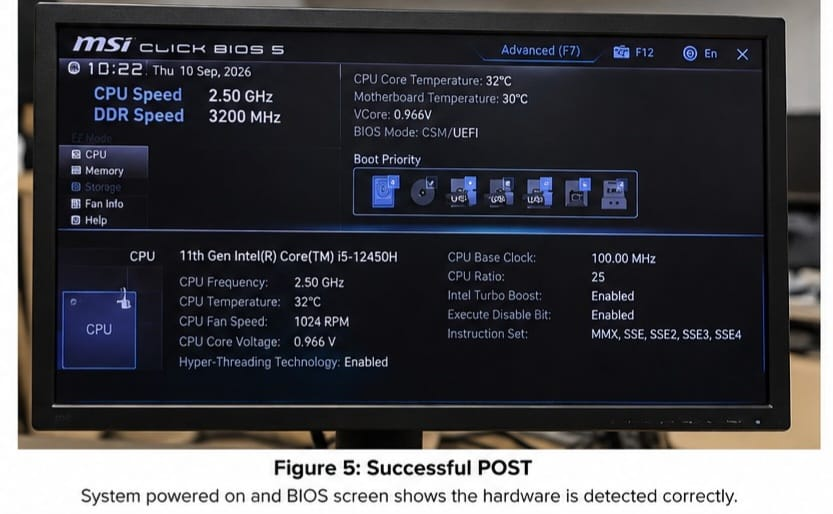 msi CLICK BIOS 5
Advanced (F7)
F12
En
X
10:22 Thu 10 Sep, 2026
CPU Speed 2.50 GHz
DDR Speed 3200 MHz
CPU Core Temperature: 32°C
Motherboard Temperature: 30°C
VCore: 0.966V
BIOS Mode: CSM/UEFI
CPU
Memory
Storage
Fan Info
Help
Boot Priority
CPU
11th Gen Intel(R) Core(TM) i5-12450H
CPU Frequency: 2.50 GHz
CPU Temperature: 32°C
CPU Fan Speed: 1024 RPM
CPU Core Voltage: 0.966 V
Hyper-Threading Technology: Enabled
CPU
CPU Base Clock: 100.00 MHz
CPU Ratio: 25
Intel Turbo Boost: Enabled
Execute Disable Bit: Enabled
Instruction Set: MMX, SSE, SSE2, SSE3, SSE4
Figure 5: Successful POST
System powered on and BIOS screen shows the hardware is detected correctly.